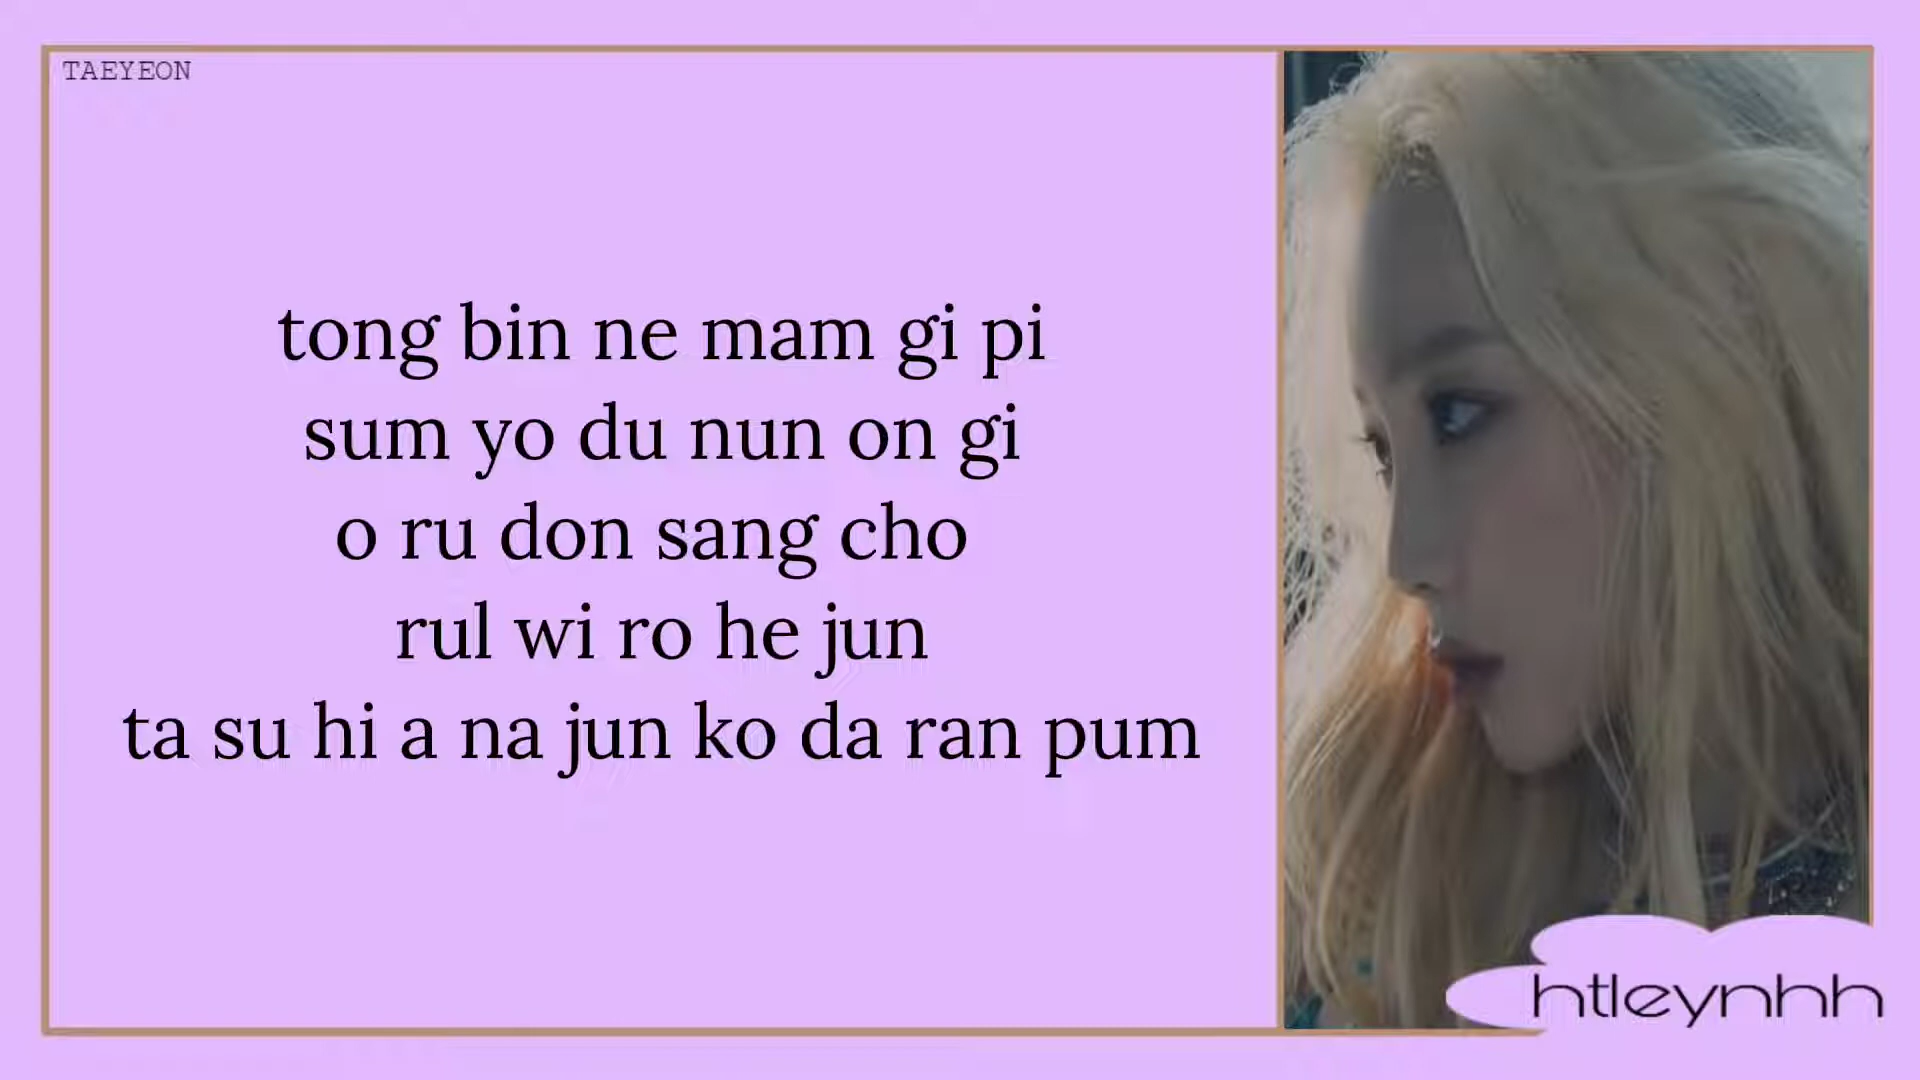 TAEYEON
tong bin ne mam gi pi
sum yo du nun on gi
o ru don sang cho
rul wi ro he jun
ta su hi a na jun ko da ran pum
htleynhh